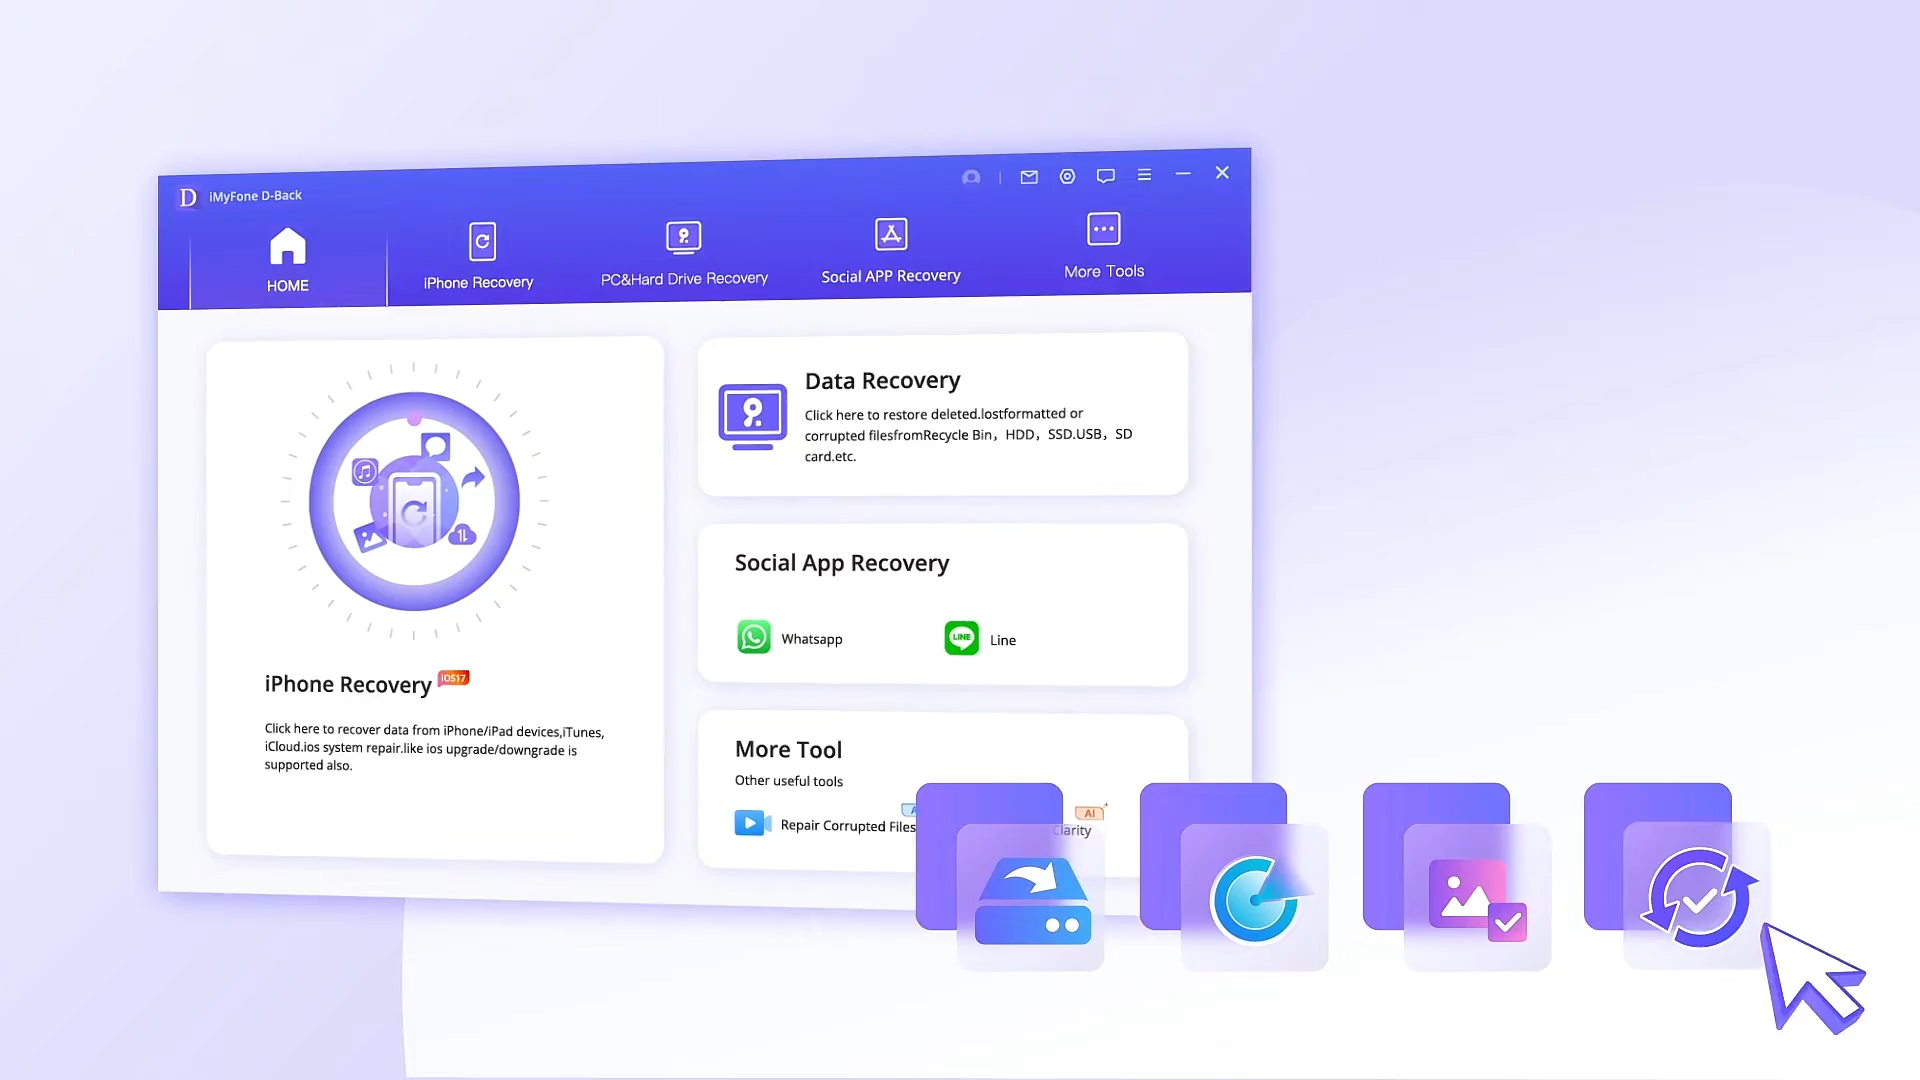 D iMyFone D-Back
HOME
iPhone Recovery
PC&Hard Drive Recovery
Social APP Recovery
More Tools
iPhone Recovery iOS17
Click here to recover data from iPhone/iPad devices,iTunes,
iCloud.ios system repair.like ios upgrade/downgrade is
supported also.
Data Recovery
Click here to restore deleted.lostformatted or
corrupted filesfromRecycle Bin，HDD，SSD.USB，SD
card.etc.
Social App Recovery
Whatsapp
LINE Line
More Tool
Other useful tools
Repair Corrupted Files
AI
Clarity